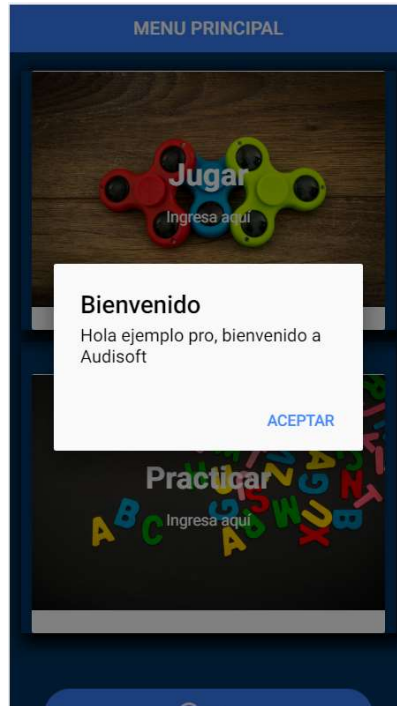 MENU PRINCIPAL
Jugar
Ingresa aquí
Bienvenido
Hola ejemplo pro, bienvenido a
Audisoft
ACEPTAR
Practicar
Ingresa aquí